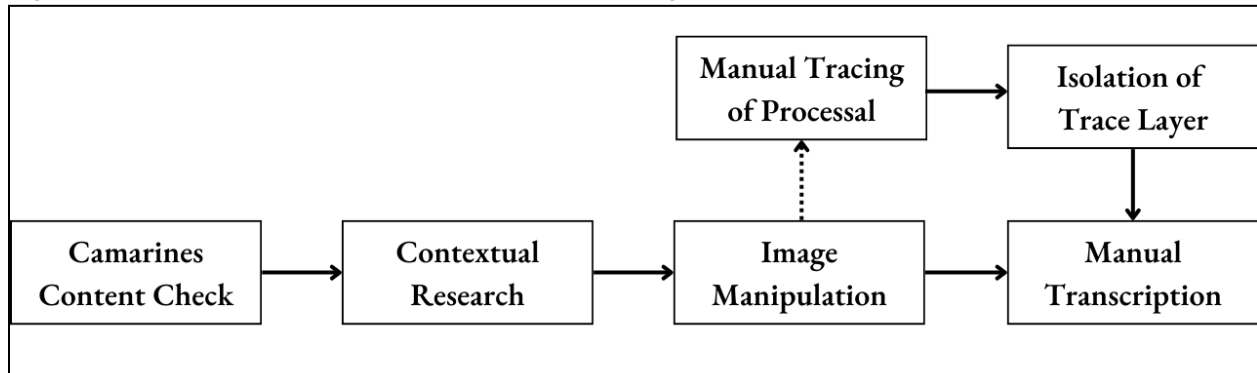 Manual Tracing
of Processal
Isolation of
Trace Layer
Camarines
Content Check
Contextual
Research
Image
Manipulation
Manual
Transcription